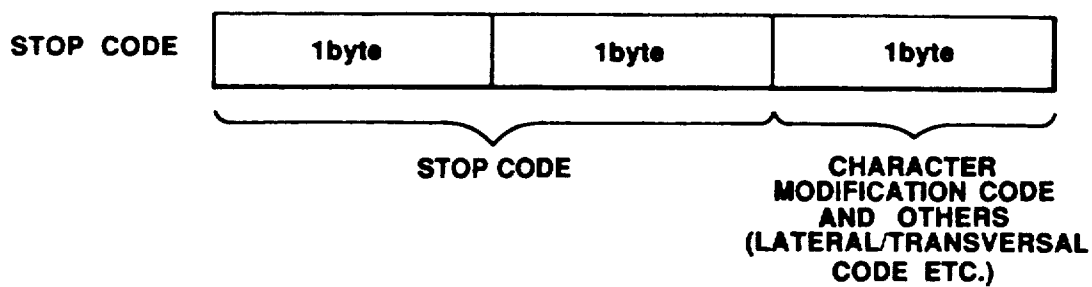 STOP CODE 1byte 1byte 1byte
STOP CODE
CHARACTER
MODIFICATION CODE
AND OTHERS
(LATERAL/TRANSVERSAL
CODE ETC.)